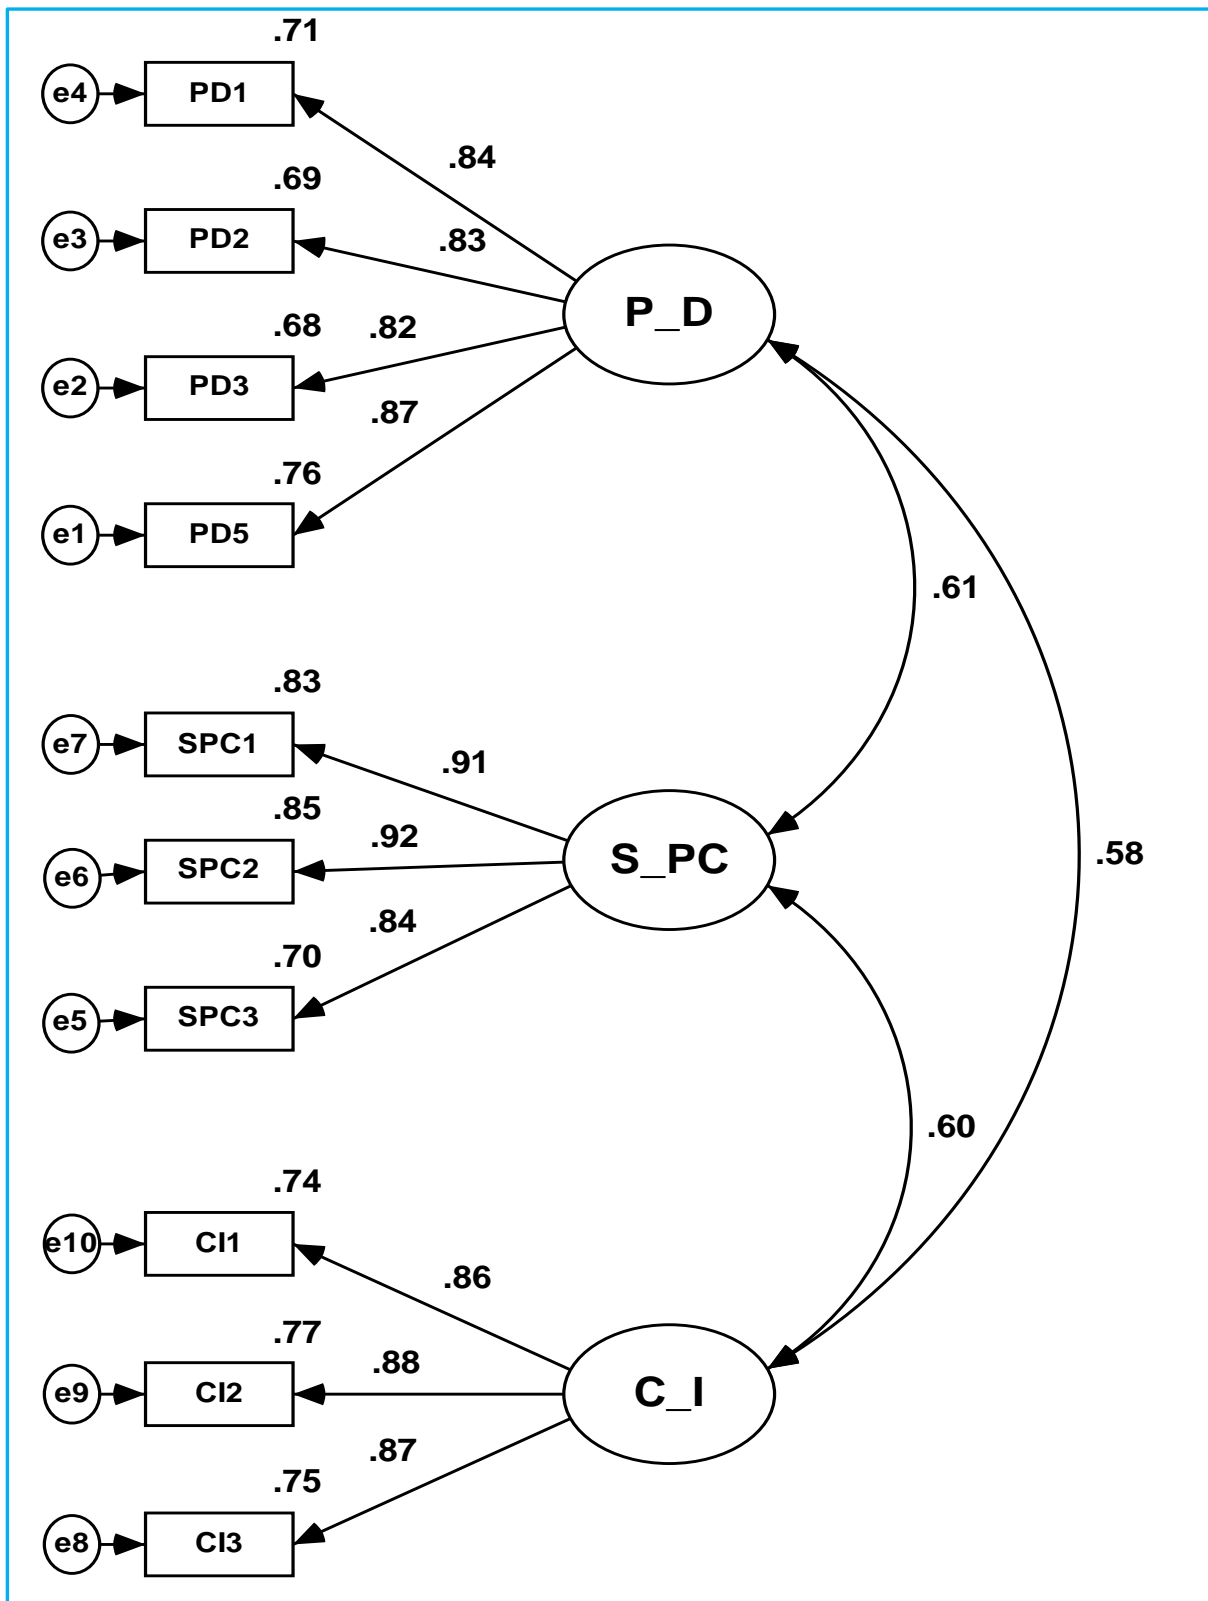 .71
e4 PD1
.84
.69
e3 PD2 .83
P_D
.68 .82
e2 PD3
.87
.76
e1 PD5
.61
.83
e7 SPC1 .91
.85
.92
e6 SPC2 S_PC .58
.84
.70
e5 SPC3
.60
.74
e10 CI1
.86
.77
.88
e9 CI2 C_I
.87
.75
e8 CI3